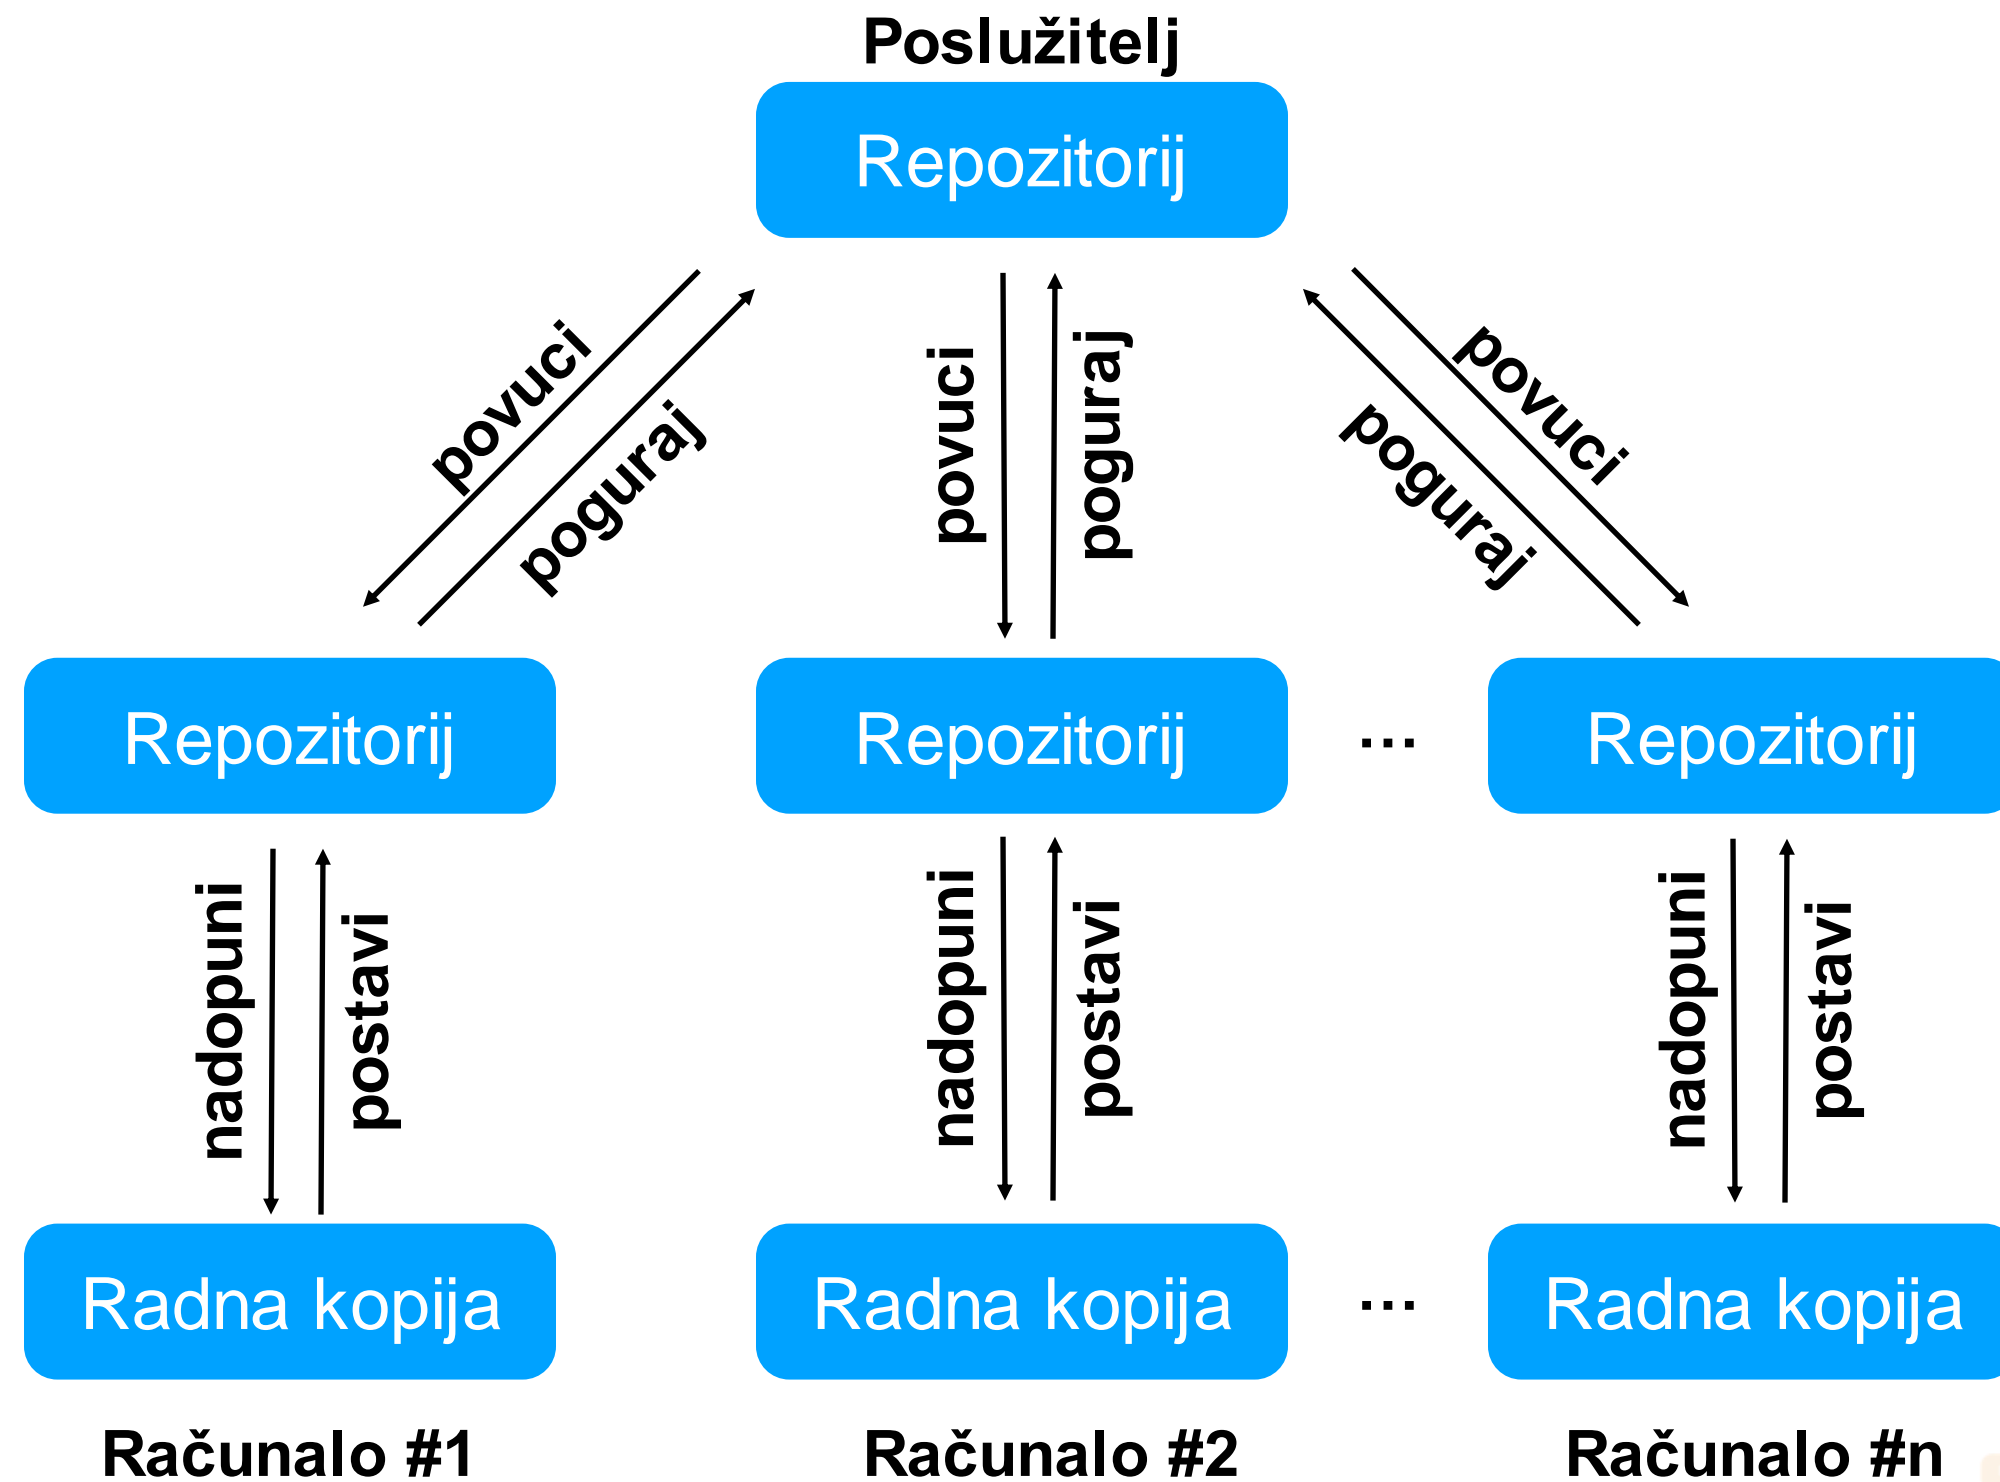 Poslužitelj
Repozitorij
povuci
poguraj
povuci
poguraj
povuci
poguraj
Repozitorij
Repozitorij
...
Repozitorij
nadopuni
postavi
nadopuni
postavi
nadopuni
postavi
Radna kopija
Radna kopija
...
Radna kopija
Računalo #1
Računalo #2
Računalo #n